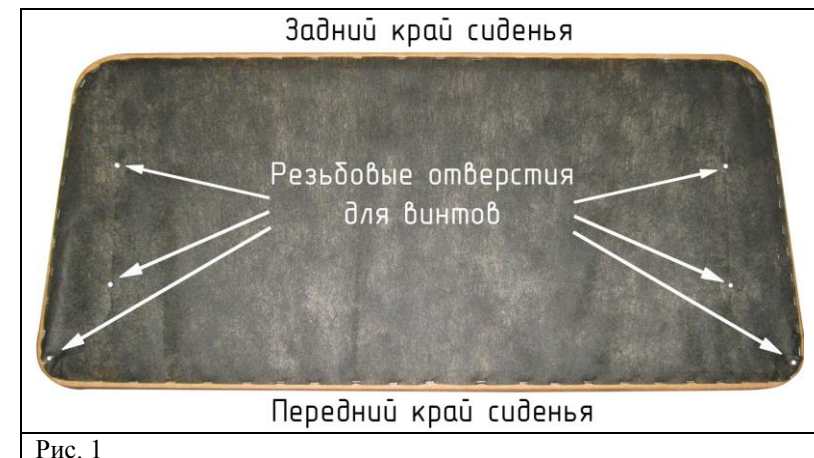 Задний край сиденья
Резьбовые отверстия
для винтов
Передний край сиденья
Рис. 1